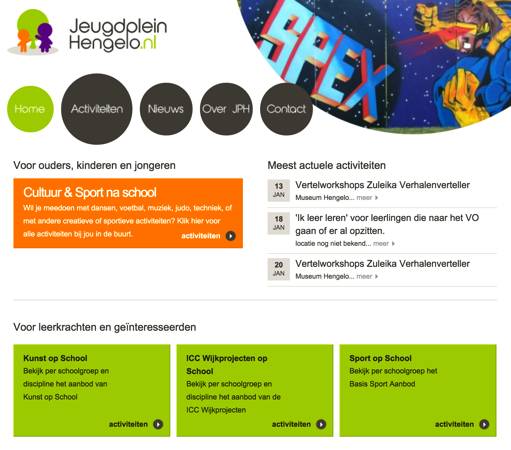 Jeugdplein
Hengelo.nl
SPEX
Home
Activiteiten
Nieuws
Over JPH
Contact
Voor ouders, kinderen en jongeren
Cultuur & Sport na school
Wil je meedoen met dansen, voetbal, muziek, judo, techniek, of
met andere creatieve of sportieve activiteiten? Klik hier voor
alle activiteiten bij jou in de buurt.
activiteiten
Meest actuele activiteiten
13
JAN
Vertelworkshops Zuleika Verhalenverteller
Museum Hengelo... meer
18
JAN
'Ik leer leren' voor leerlingen die naar het VO
gaan of er al opzitten.
locatie nog niet bekend... meer
20
JAN
Vertelworkshops Zuleika Verhalenverteller
Museum Hengelo... meer
Voor leerkrachten en geïnteresseerden
Kunst op School
Bekijk per schoolgroep en
discipline het aanbod van
Kunst op School
activiteiten
ICC Wijkprojecten op
School
Bekijk per schoolgroep en
discipline het aanbod van de
ICC Wijkprojecten
activiteiten
Sport op School
Bekijk per schoolgroep het
Basis Sport Aanbod
activiteiten